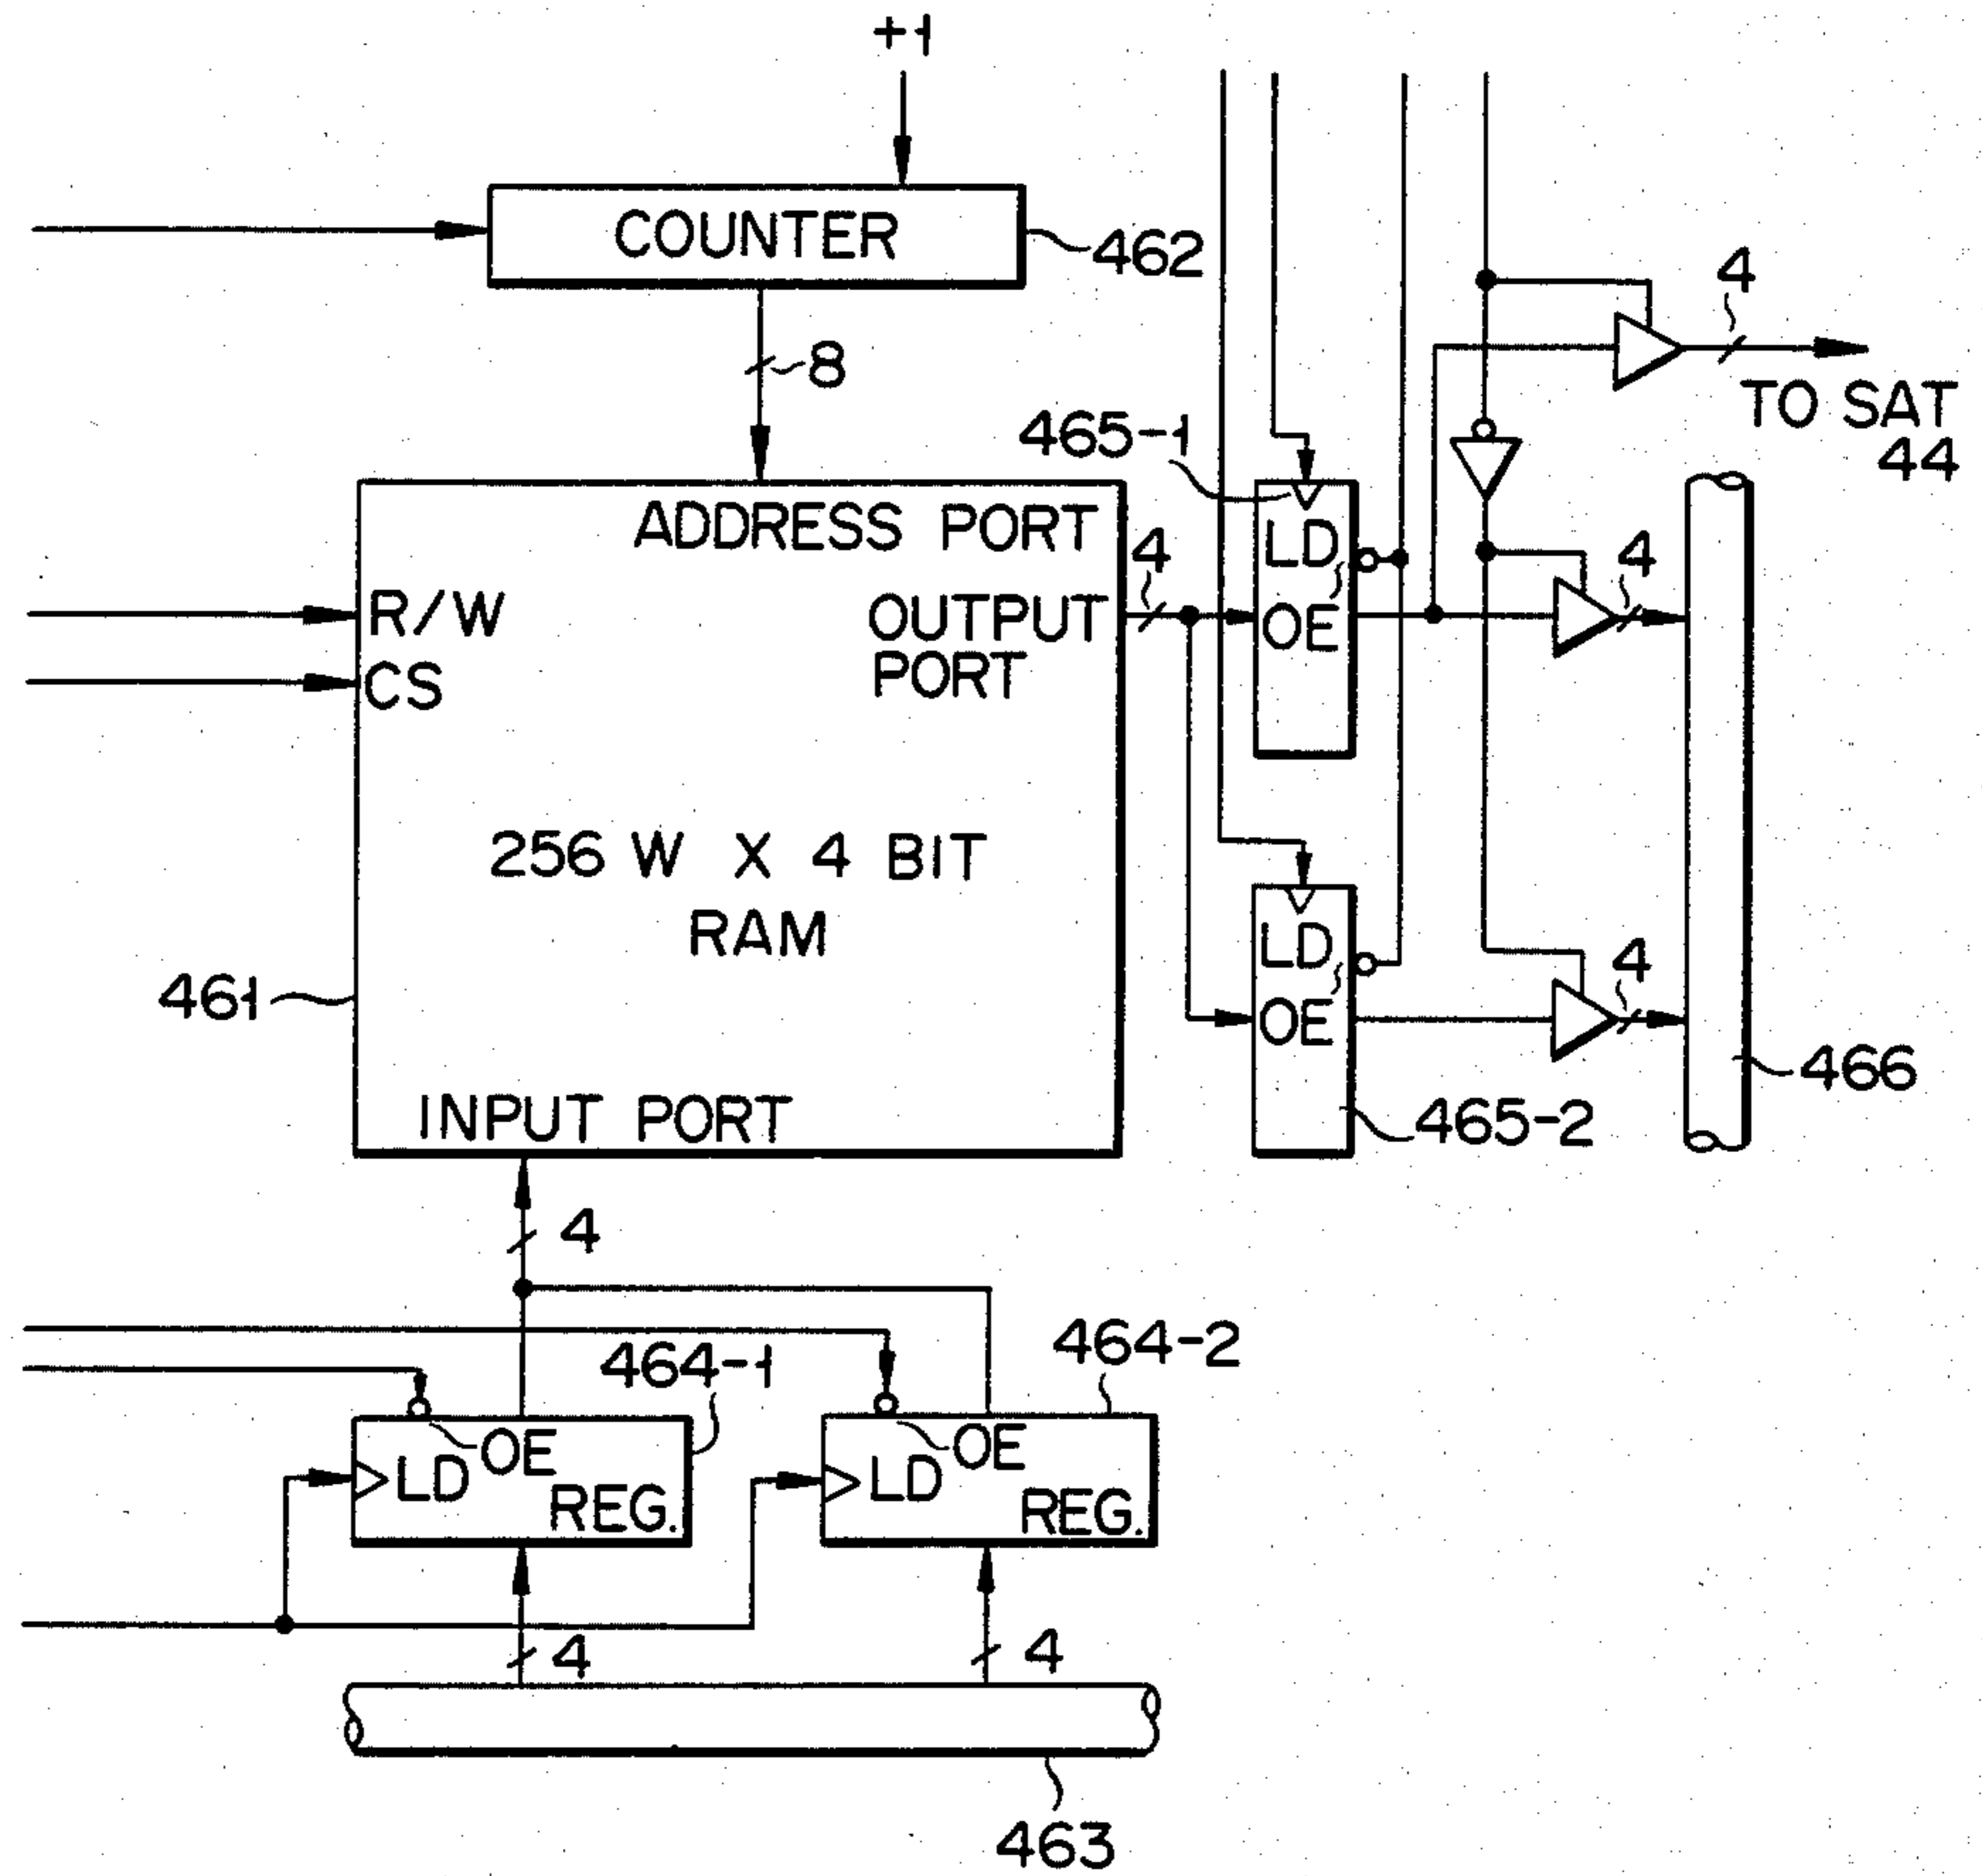 +1
COUNTER
462
8
4
TO SAT
44
465-1
ADDRESS PORT
4
LD
4
R/W
OUTPUT
PORT
OE
CS
256 W X 4 BIT
RAM
LD
4
461
OE
466
INPUT PORT
465-2
4
464-1
464-2
OE
LD
REG.
OE
LD
REG.
4
4
463